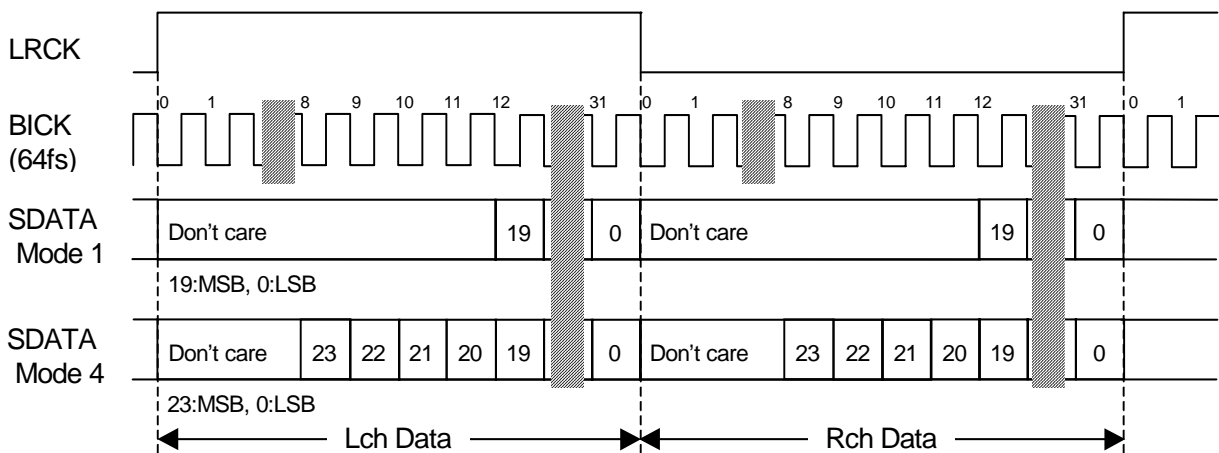 LRCK
0 1 8 9 10 11 12 31 0 1 8 9 10 11 12 31 0 1
BICK
(64fs)
SDATA
Mode 1
Don't care 19 0 Don't care 19 0
19:MSB, 0:LSB
SDATA
Mode 4
Don't care 23 22 21 20 19 0 Don't care 23 22 21 20 19 0
23:MSB, 0:LSB
Lch Data Rch Data